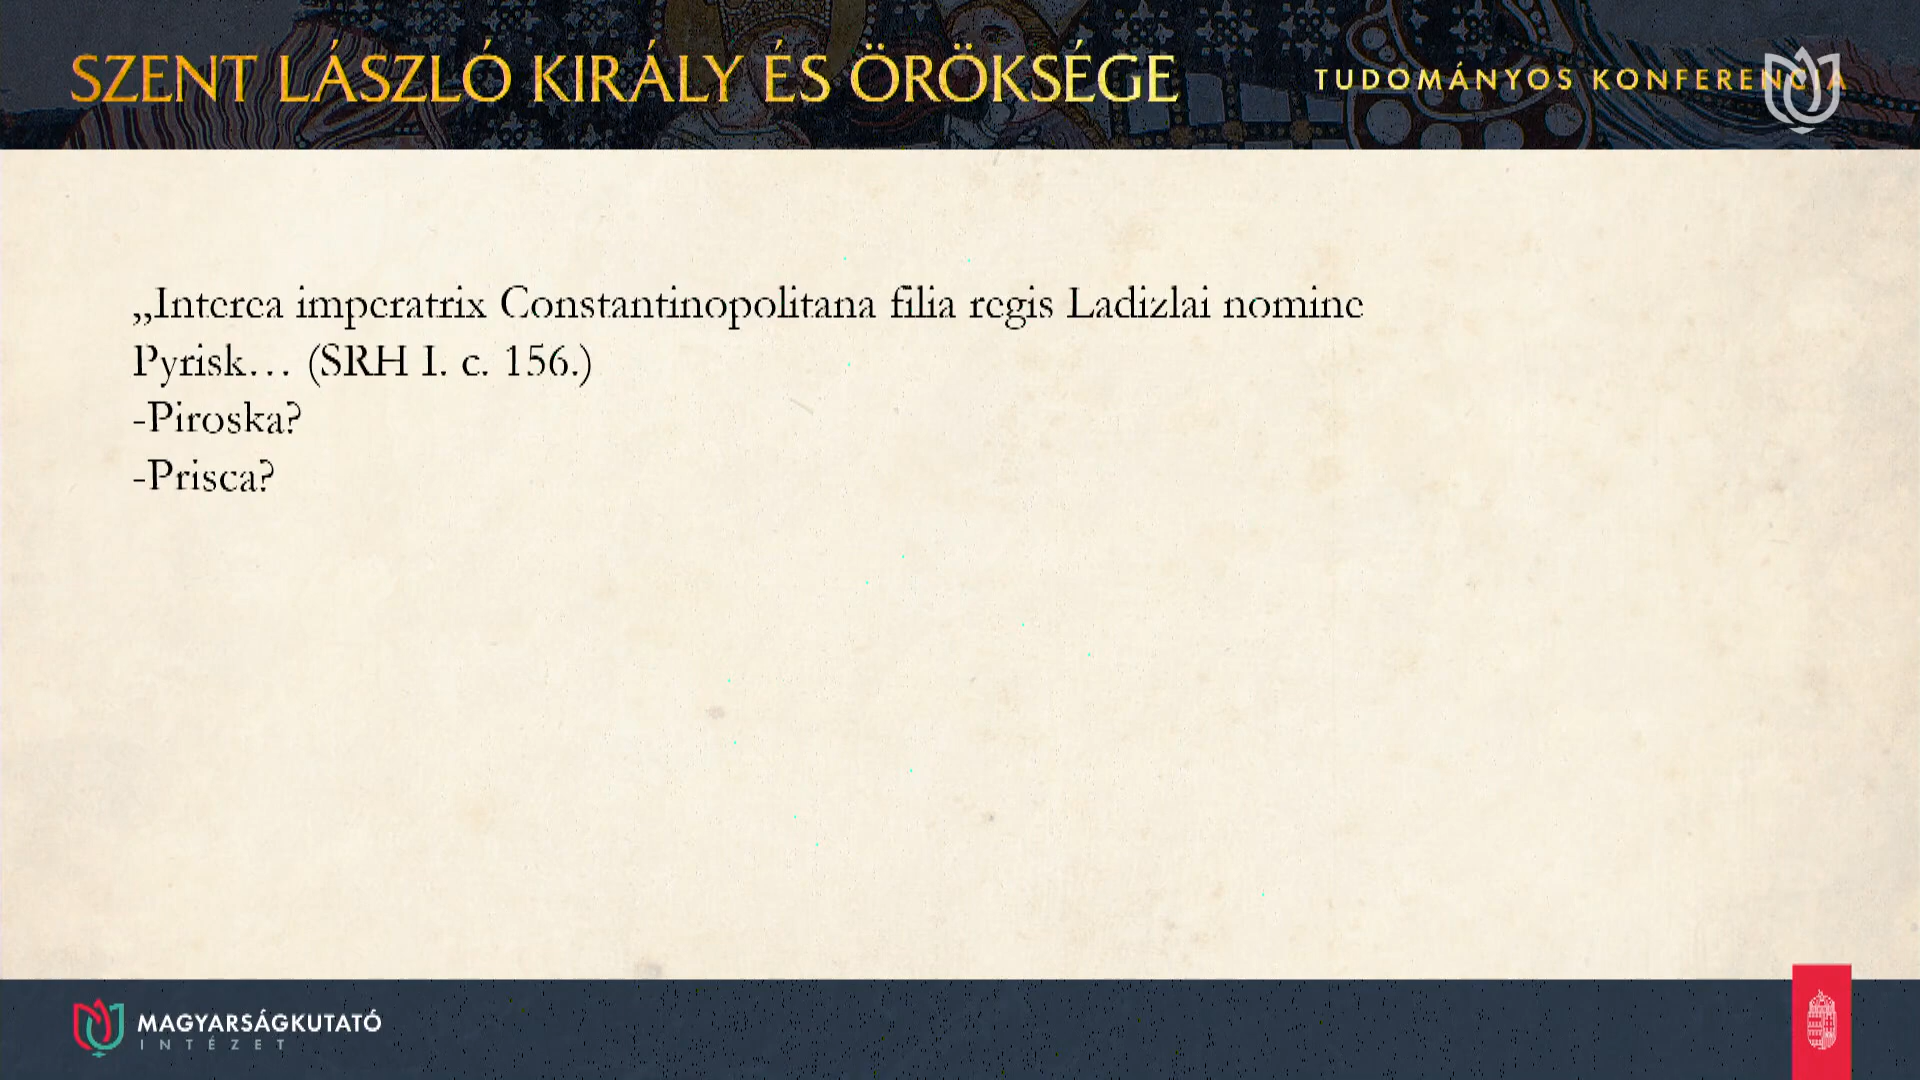 SZENT LÁSZLÓ KIRÁLY ÉS ÖRÖKSÉGE
TUDOMÁNYOS KONFERENCIA
„Interea imperatrix Constantinopolitana filia regis Ladizlai nomine
Pyrisk… (SRH I. c. 156.)
-Piroska?
-Prisca?
MAGYARSÁGKUTATÓ
INTÉZET